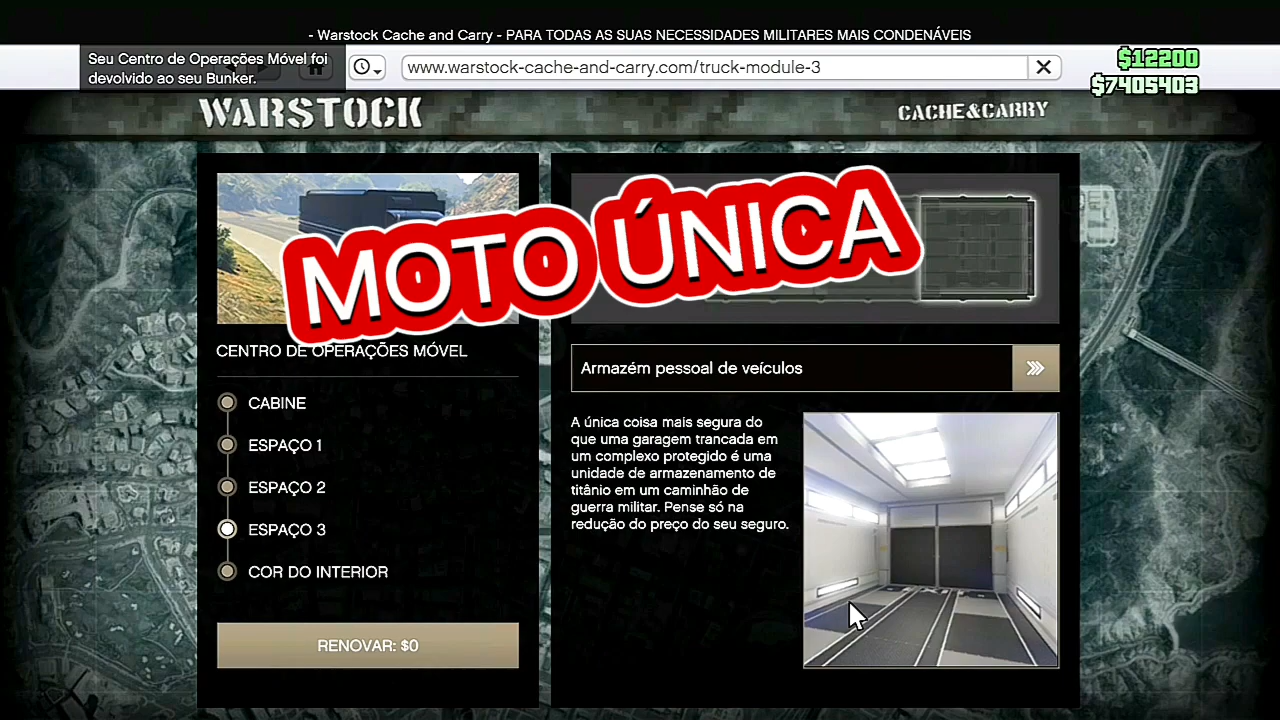 - Warstock Cache and Carry - PARA TODAS AS SUAS NECESSIDADES MILITARES MAIS CONDENÁVEIS
Seu Centro de Operações Móvel foi
devolvido ao seu Bunker.
www.warstock-cache-and-carry.com/truck-module-3
$12200
$7405403
WARSTOCK
CACHE&CARRY
MOTO ÚNICA
CENTRO DE OPERAÇÕES MÓVEL
CABINE
ESPAÇO 1
ESPAÇO 2
ESPAÇO 3
COR DO INTERIOR
RENOVAR: $0
Armazém pessoal de veículos
A única coisa mais segura do
que uma garagem trancada em
um complexo protegido é uma
unidade de armazenamento de
titânio em um caminhão de
guerra militar. Pense só na
redução do preço do seu seguro.